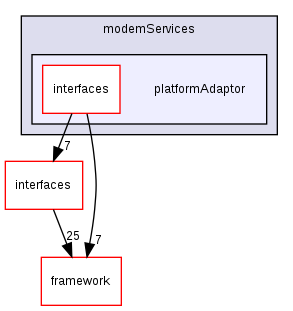 modemServices
interfaces
platformAdaptor
7
interfaces
25
7
framework